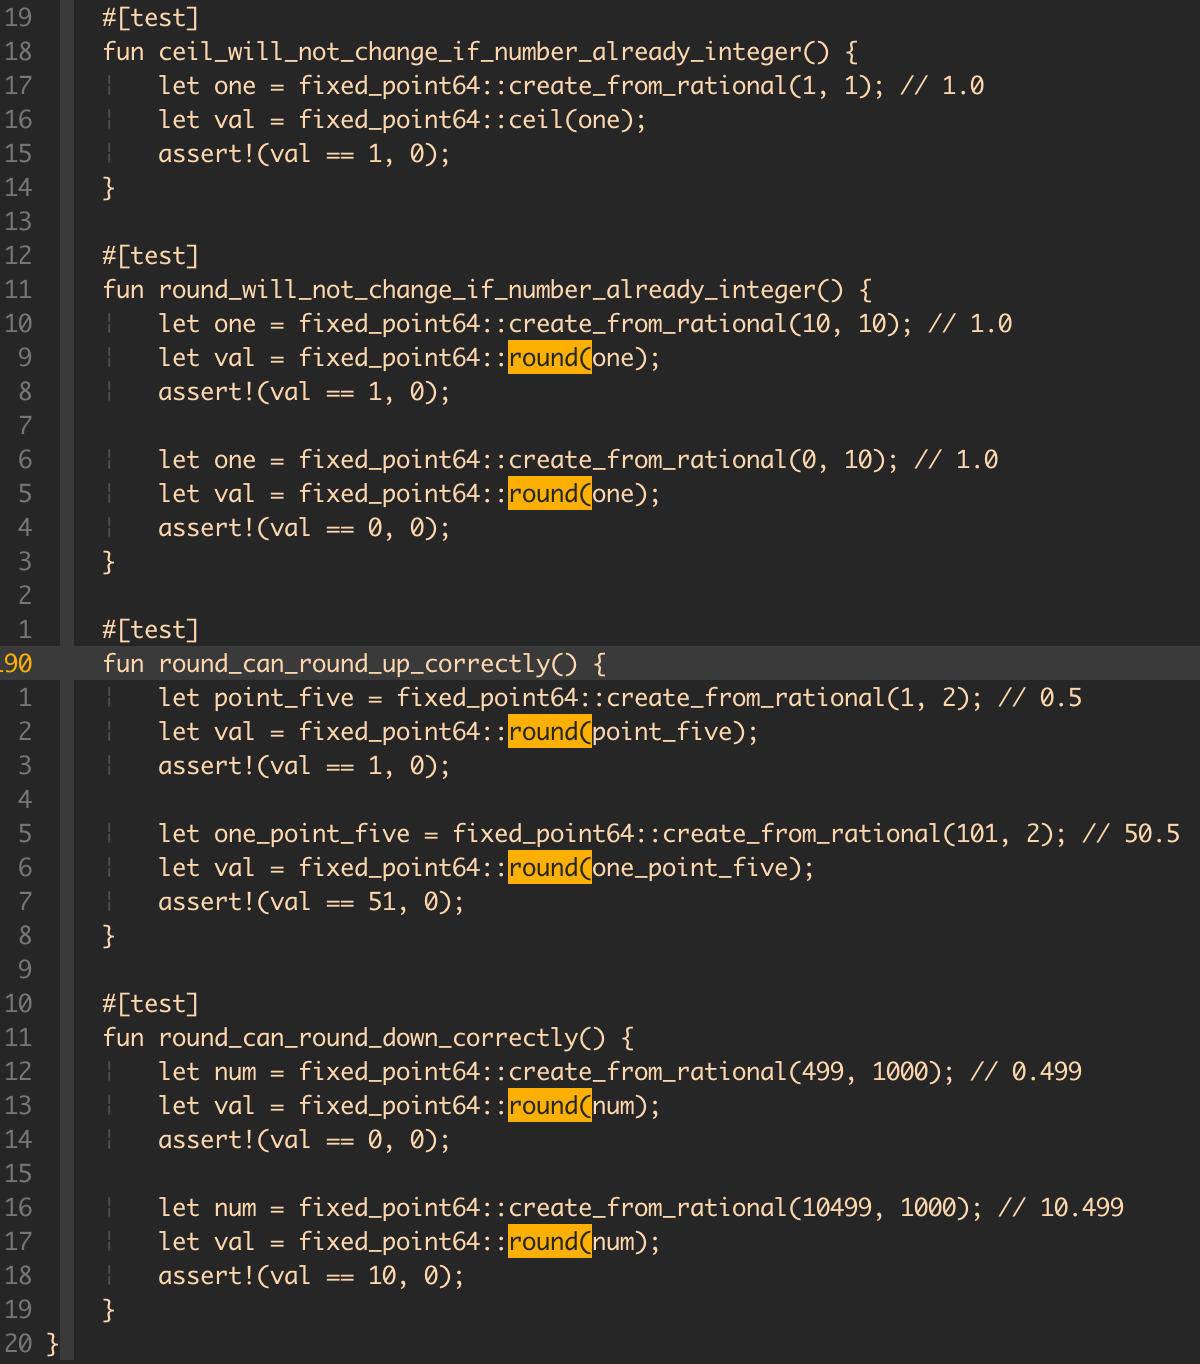 19 #[test]
18 fun ceil_will_not_change_if_number_already_integer() {
17 let one = fixed_point64::create_from_rational(1, 1); // 1.0
16 let val = fixed_point64::ceil(one);
15 assert!(val == 1, 0);
14 }
13
12 #[test]
11 fun round_will_not_change_if_number_already_integer() {
10 let one = fixed_point64::create_from_rational(10, 10); // 1.0
9 let val = fixed_point64::round(one);
8 assert!(val == 1, 0);
7
6 let one = fixed_point64::create_from_rational(0, 10); // 1.0
5 let val = fixed_point64::round(one);
4 assert!(val == 0, 0);
3 }
2
1 #[test]
190 fun round_can_round_up_correctly() {
1 let point_five = fixed_point64::create_from_rational(1, 2); // 0.5
2 let val = fixed_point64::round(point_five);
3 assert!(val == 1, 0);
4
5 let one_point_five = fixed_point64::create_from_rational(101, 2); // 50.5
6 let val = fixed_point64::round(one_point_five);
7 assert!(val == 51, 0);
8 }
9
10 #[test]
11 fun round_can_round_down_correctly() {
12 let num = fixed_point64::create_from_rational(499, 1000); // 0.499
13 let val = fixed_point64::round(num);
14 assert!(val == 0, 0);
15
16 let num = fixed_point64::create_from_rational(10499, 1000); // 10.499
17 let val = fixed_point64::round(num);
18 assert!(val == 10, 0);
19 }
20 }